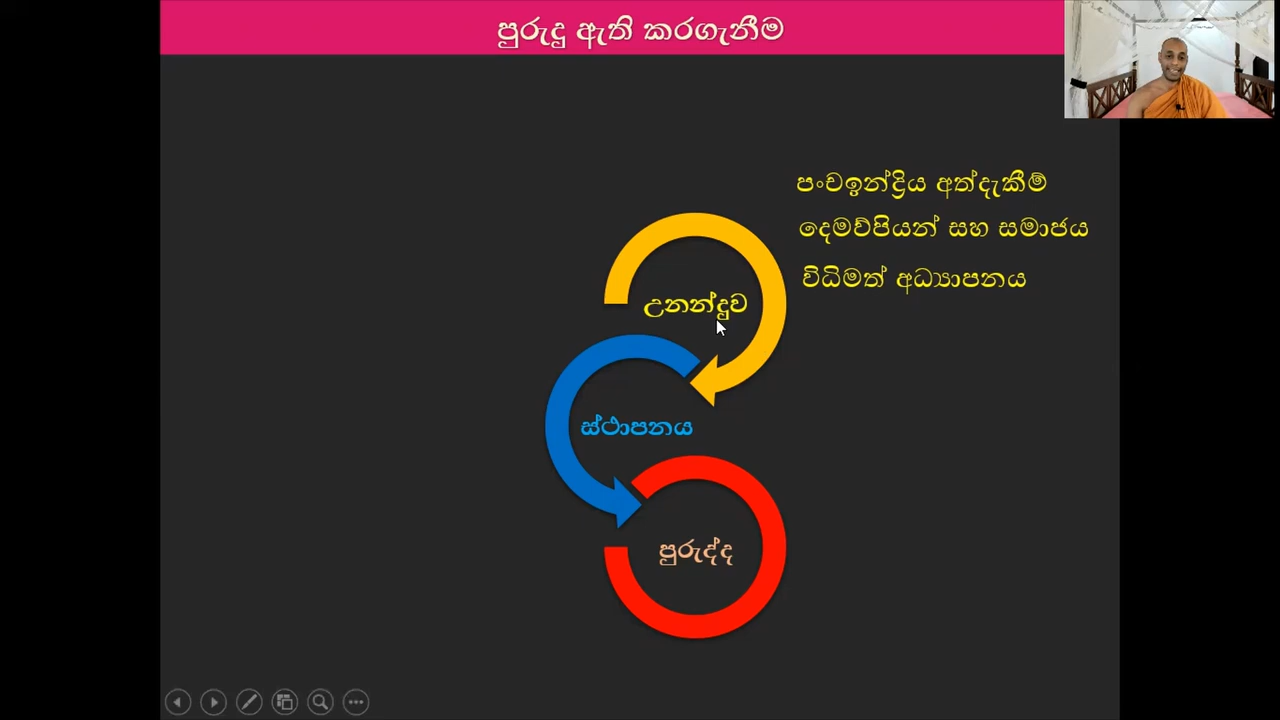 පුරුදු ඇති කරගැනීම
පංචඉන්ද්‍රිය අත්දැකීම්
දෙමව්පියන් සහ සමාජය
විධිමත් අධ්‍යාපනය
උනන්දුව
ස්ථාපනය
පුරුද්ද